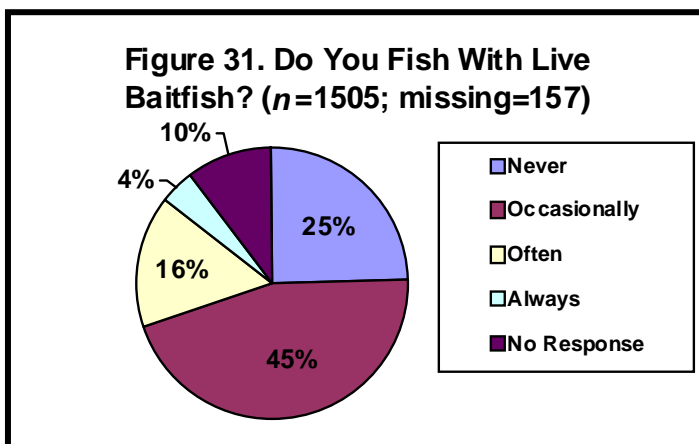 Figure 31. Do You Fish With Live
Baitfish? (n=1505; missing=157)
10%
4%
25%
16%
45%
Never
Occasionally
Often
Always
No Response